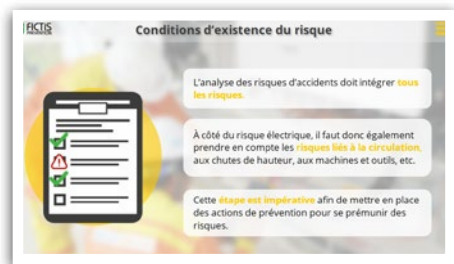 FICTIS
Conditions d'existence du risque
L'analyse des risques d'accidents doit intégrer tous
les risques.
À côté du risque électrique, il faut donc également
prendre en compte les risques liés à la circulation,
aux chutes de hauteur, aux machines et outils, etc.
Cette étape est impérative afin de mettre en place
des actions de prévention pour se prémunir des
risques.